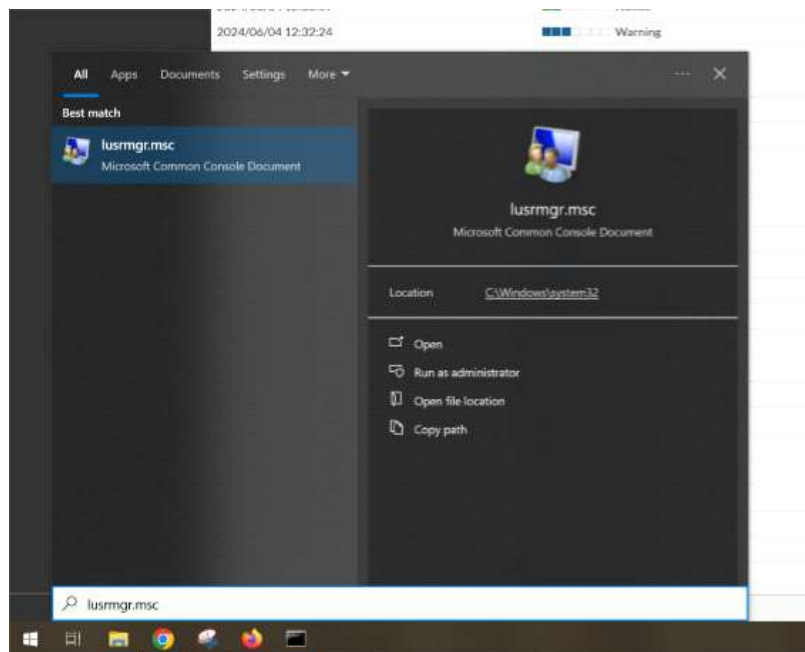 2024/06/04 12:32:24 Warning
All Apps Documents Settings More
Best match
lusrmgr.msc
Microsoft Common Console Document
lusrmgr.msc
Microsoft Common Console Document
Location C:\Windows\system32
Open
Run as administrator
Open file location
Copy path
lusrmgr.msc